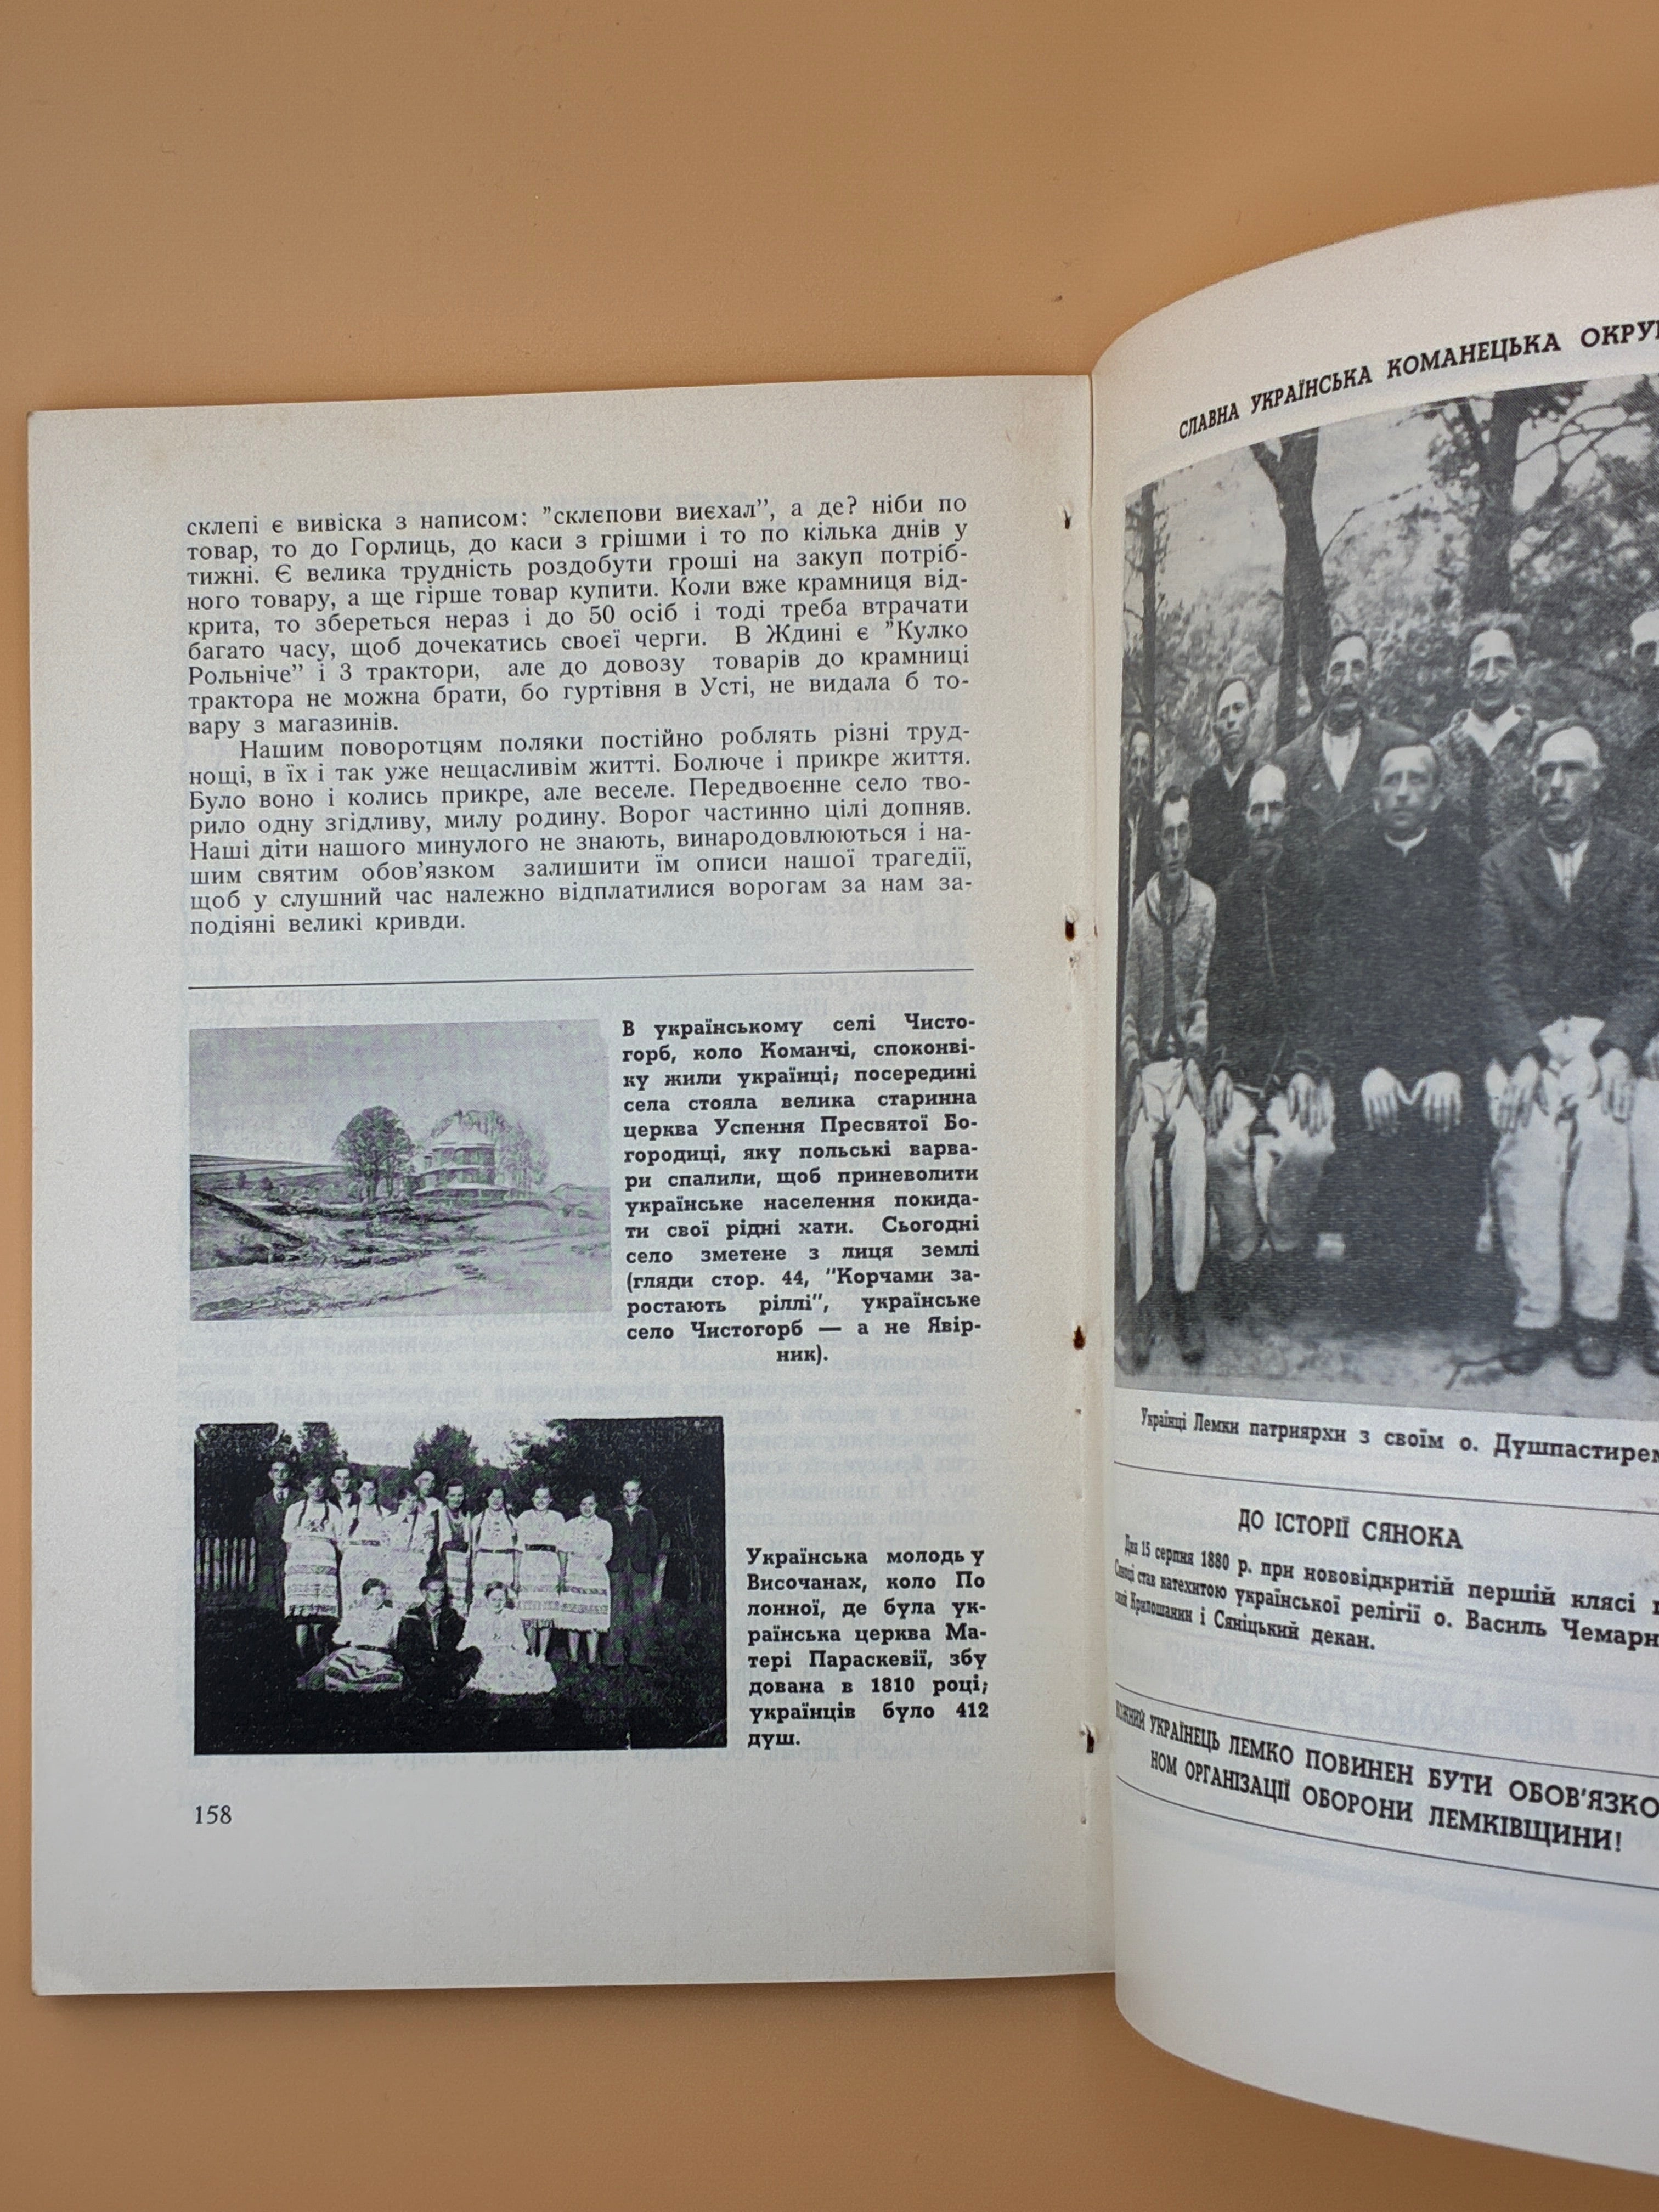 склепі є вивіска з написом: ”склєпови виєхал”, а де? ніби по
товар, то до Горлиць, до каси з грішми і то по кілька днів у
тижні. Є велика трудність роздобути гроші на закуп потріб-
ного товару, а ще гірше товар купити. Коли вже крамниця від-
крита, то збереться нераз і до 50 осіб і тоді треба втрачати
багато часу, щоб дочекатись своєї черги. В Ждині є ”Кулко
Рольніче” і 3 трактори, але до довозу товарів до крамниці
трактора не можна брати, бо гуртівня в Усті, не видала б то-
вару з магазинів.
Нашим поворотцям поляки постійно роблять різні труд-
нощі, в їх і так уже нещасливім житті. Болюче і прикре життя.
Було воно і колись прикре, але веселе. Передвоєнне село тво-
рило одну згідливу, милу родину. Ворог частинно цілі допняв.
Наші діти нашого минулого не знають, винародовлюються і на-
шим святим обов’язком залишити їм описи нашої трагедії,
щоб у слушний час належно відплатилися ворогам за нам за-
подіяні великі кривди.
В українському селі Чисто-
горб, коло Команчі, споконві-
ку жили українці; посередині
села стояла велика старинна
церква Успення Пресвятої Бо-
городиці, яку польські варва-
ри спалили, щоб приневолити
українське населення покида-
ти свої рідні хати. Сьогодні
село зметене з лиця землі
(гляди стор. 44, "Корчами за-
ростають ріллі", українське
село Чистогорб — а не Явір-
ник).
Українська молодь у
Височанах, коло По
лонної, де була ук-
раїнська церква Ма-
тері Параскевії, збу
дована в 1810 році;
українців було 412
душ.
158
СЛАВНА УКРАЇНСЬКА КОМАНЕЦЬКА
Українці Лемки патриярхи з своїм о. Душпастирем
ДО ІСТОРІЇ СЯНОКА
Дня 15 серпня 1880 р. при нововідкритій першій клясі
став катехитою української релігії о. Василь
Крилошанин і Сяніцький декан.
УКРАЇНЕЦЬ ЛЕМКО ПОВИНЕН БУТИ
НОМ ОРГАНІЗАЦІЇ ОБОРОНИ ЛЕМКІВЩИНИ!